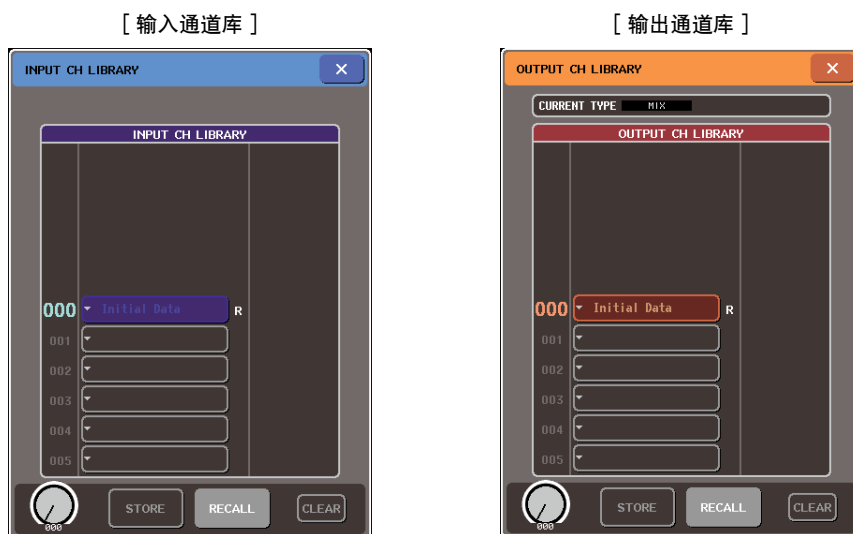 [ 输入通道库 ]
INPUT CH LIBRARY ×
INPUT CH LIBRARY
000 Initial Data R
001
002
003
004
005
000
STORE
RECALL
CLEAR
[ 输出通道库 ]
OUTPUT CH LIBRARY ×
CURRENT TYPE MIX
OUTPUT CH LIBRARY
000 Initial Data R
001
002
003
004
005
000
STORE
RECALL
CLEAR